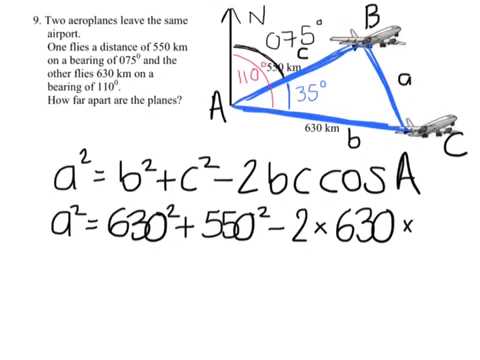 9. Two aeroplanes leave the same
airport.
One flies a distance of 550 km
on a bearing of 075⁰ and the
other flies 630 km on a
bearing of 110⁰.
How far apart are the planes?
N
B
075°
c
550 km
110°
35°
a
A
630 km
b
C
a² = b² + c² − 2bc cos A
a² = 630² + 550² − 2 × 630 ×